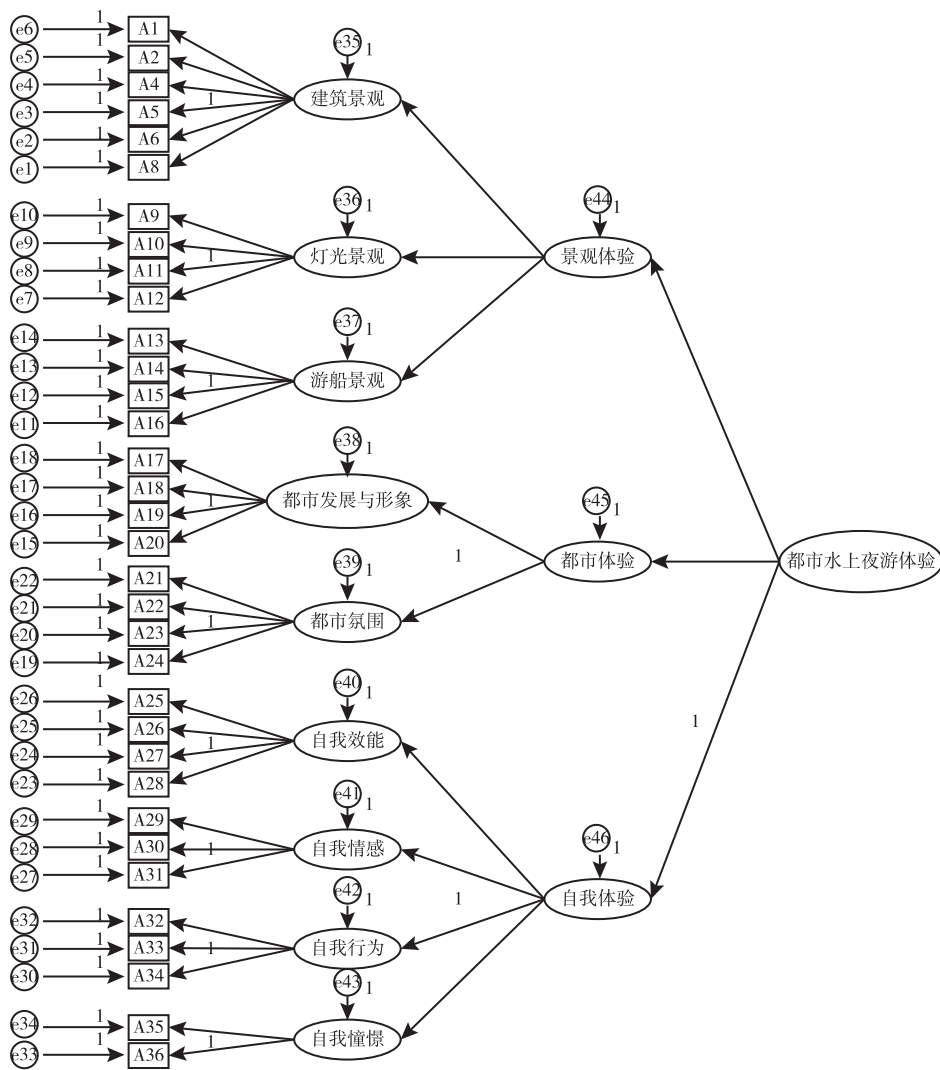 e6 1 A1
e5 1 A2
e4 1 A4
e3 1 A5 1
e2 1 A6
e1 1 A8
e35 1
建筑景观
e10 1 A9
e9 1 A10
e8 1 A11 1
e7 1 A12
e36 1
灯光景观
e44 1
景观体验
e14 1 A13
e13 1 A14
e12 1 A15 1
e11 1 A16
e37 1
游船景观
e18 1 A17
e17 1 A18
e16 1 A19 1
e15 1 A20
e38 1
都市发展与形象
e45 1
都市体验
1
都市水上夜游体验
e22 1 A21
e21 1 A22
e20 1 A23 1
e19 1 A24
e39 1
都市氛围
e26 1 A25
e25 1 A26
e24 1 A27 1
e23 1 A28
e40 1
自我效能
1
e29 1 A29
e28 1 A30 1
e27 1 A31
e41 1
自我情感
e46 1
自我体验
1
e32 1 A32
e31 1 A33 1
e30 1 A34
e42 1
自我行为
e34 1 A35
e33 1 A36 1
e43 1
自我憧憬